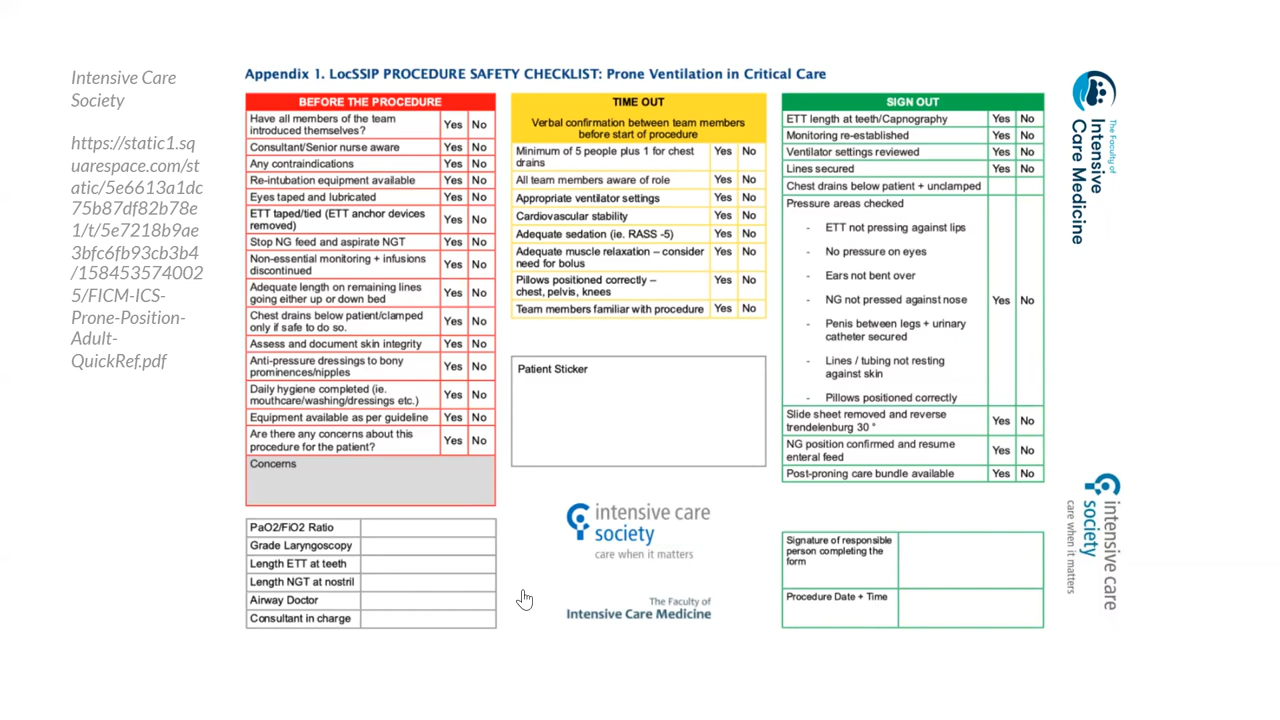 Intensive Care
Society
https://static1.sq
uarespace.com/st
atic/5e6613a1dc
75b87df82b78e
1/t/5e7218b9ae
3bfc6fb93cb3b4
/158453574002
5/FICM-ICS-
Prone-Position-
Adult-
QuickRef.pdf
Appendix 1. LocSSIP PROCEDURE SAFETY CHECKLIST: Prone Ventilation in Critical Care
BEFORE THE PROCEDURE
Have all members of the team
introduced themselves? Yes No
Consultant/Senior nurse aware Yes No
Any contraindications Yes No
Re-intubation equipment available Yes No
Eyes taped and lubricated Yes No
ETT taped/tied (ETT anchor devices
removed) Yes No
Stop NG feed and aspirate NGT Yes No
Non-essential monitoring + infusions
discontinued Yes No
Adequate length on remaining lines
going either up or down bed Yes No
Chest drains below patient/clamped
only if safe to do so. Yes No
Assess and document skin integrity Yes No
Anti-pressure dressings to bony
prominences/nipples Yes No
Daily hygiene completed (ie.
mouthcare/washing/dressings etc.) Yes No
Equipment available as per guideline Yes No
Are there any concerns about this
procedure for the patient? Yes No
Concerns
PaO2/FiO2 Ratio
Grade Laryngoscopy
Length ETT at teeth
Length NGT at nostril
Airway Doctor
Consultant in charge
TIME OUT
Verbal confirmation between team members
before start of procedure
Minimum of 5 people plus 1 for chest
drains Yes No
All team members aware of role Yes No
Appropriate ventilator settings Yes No
Cardiovascular stability Yes No
Adequate sedation (ie. RASS -5) Yes No
Adequate muscle relaxation – consider
need for bolus Yes No
Pillows positioned correctly –
chest, pelvis, knees Yes No
Team members familiar with procedure Yes No
Patient Sticker
intensive care
society
care when it matters
The Faculty of
Intensive Care Medicine
SIGN OUT
ETT length at teeth/Capnography Yes No
Monitoring re-established Yes No
Ventilator settings reviewed Yes No
Lines secured Yes No
Chest drains below patient + unclamped
Pressure areas checked
- ETT not pressing against lips
- No pressure on eyes
- Ears not bent over
- NG not pressed against nose Yes No
- Penis between legs + urinary
catheter secured
- Lines / tubing not resting
against skin
- Pillows positioned correctly
Slide sheet removed and reverse
trendelenburg 30 ° Yes No
NG position confirmed and resume
enteral feed Yes No
Post-proning care bundle available Yes No
Signature of responsible
person completing the
form
Procedure Date + Time
The Faculty of
Intensive
Care Medicine
intensive care
society
care when it matters